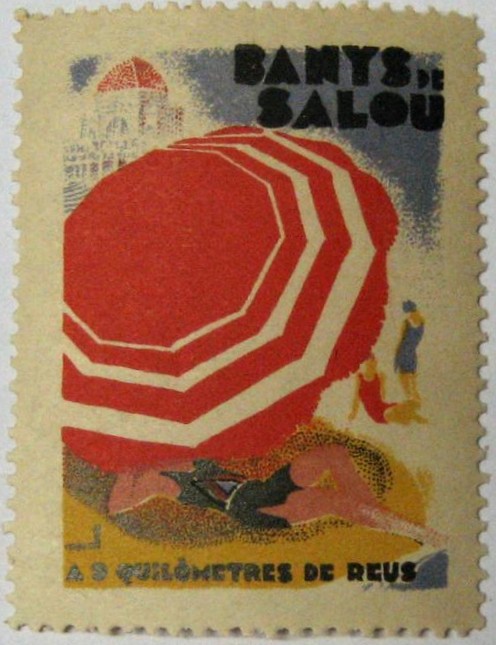 BANYS DE
SALOU
A 9 QUILÒMETRES DE REUS